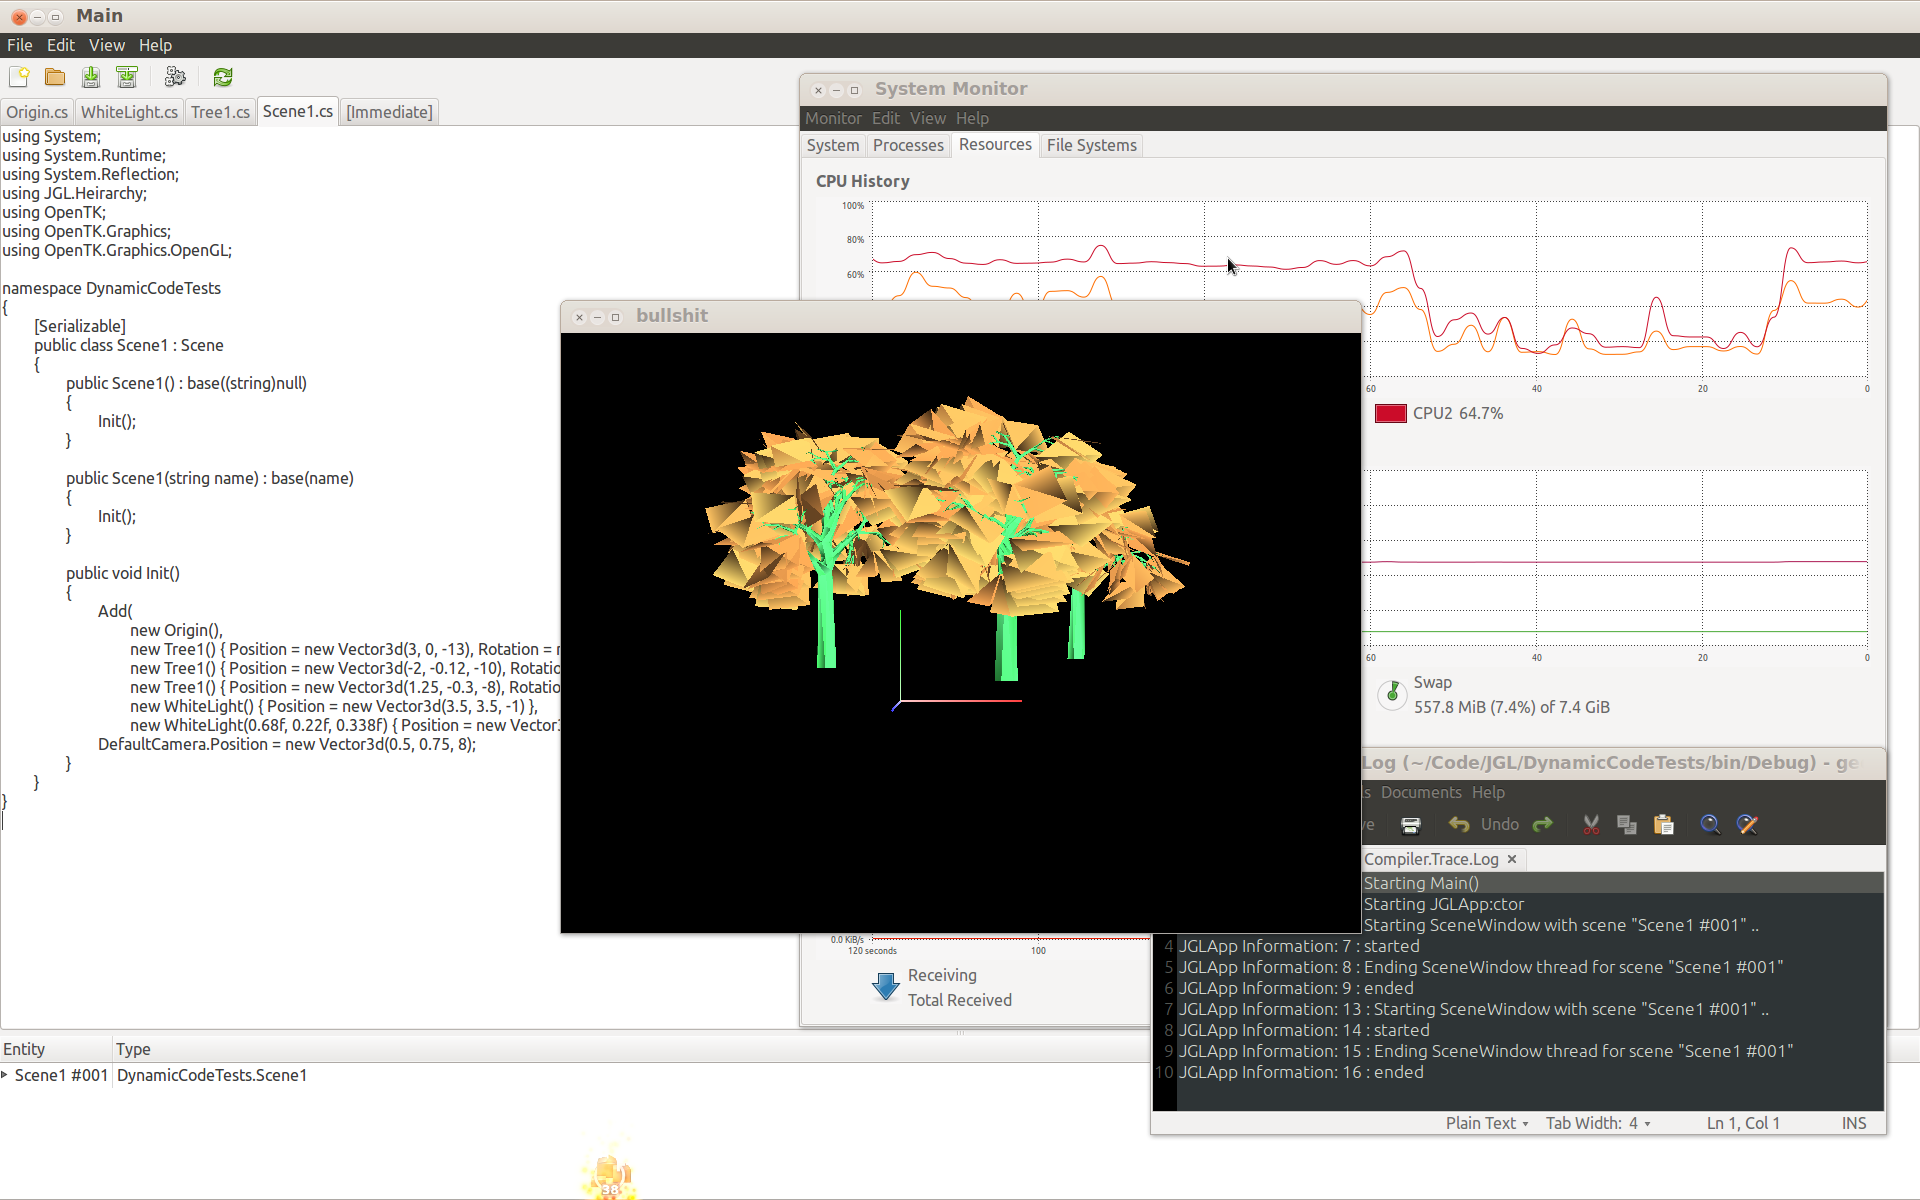 Main
File Edit View Help
Origin.cs WhiteLight.cs Tree1.cs Scene1.cs [Immediate]
using System;
using System.Runtime;
using System.Reflection;
using JGL.Heirarchy;
using OpenTK;
using OpenTK.Graphics;
using OpenTK.Graphics.OpenGL;
namespace DynamicCodeTests
{
[Serializable]
public class Scene1 : Scene
{
public Scene1() : base((string)null)
{
Init();
}
public Scene1(string name) : base(name)
{
Init();
}
public void Init()
{
Add(
new Origin(),
new Tree1() { Position = new Vector3d(3, 0, -13), Rotation =
new Tree1() { Position = new Vector3d(-2, -0.12, -10), Rotatio
new Tree1() { Position = new Vector3d(1.25, -0.3, -8), Rotatio
new WhiteLight() { Position = new Vector3d(3.5, 3.5, -1) },
new WhiteLight(0.68f, 0.22f, 0.338f) { Position = new Vector3
DefaultCamera.Position = new Vector3d(0.5, 0.75, 8);
}
}
}
Entity Type
Scene1 #001 DynamicCodeTests.Scene1
38
System Monitor
Monitor Edit View Help
System Processes Resources File Systems
CPU History
100%
80%
60%
60 40 20 0
CPU2 64.7%
60 40 20 0
Swap
557.8 MiB (7.4%) of 7.4 GiB
0.0 KiB/s
120 seconds 100
Receiving
Total Received
bullshit
Log (~/Code/JGL/DynamicCodeTests/bin/Debug) - ge
s Documents Help
ve Undo
Compiler.Trace.Log
Starting Main()
Starting JGLApp:ctor
Starting SceneWindow with scene "Scene1 #001" ..
4 JGLApp Information: 7 : started
5 JGLApp Information: 8 : Ending SceneWindow thread for scene "Scene1 #001"
6 JGLApp Information: 9 : ended
7 JGLApp Information: 13 : Starting SceneWindow with scene "Scene1 #001" ..
8 JGLApp Information: 14 : started
9 JGLApp Information: 15 : Ending SceneWindow thread for scene "Scene1 #001"
10 JGLApp Information: 16 : ended
Plain Text Tab Width: 4 Ln 1, Col 1 INS